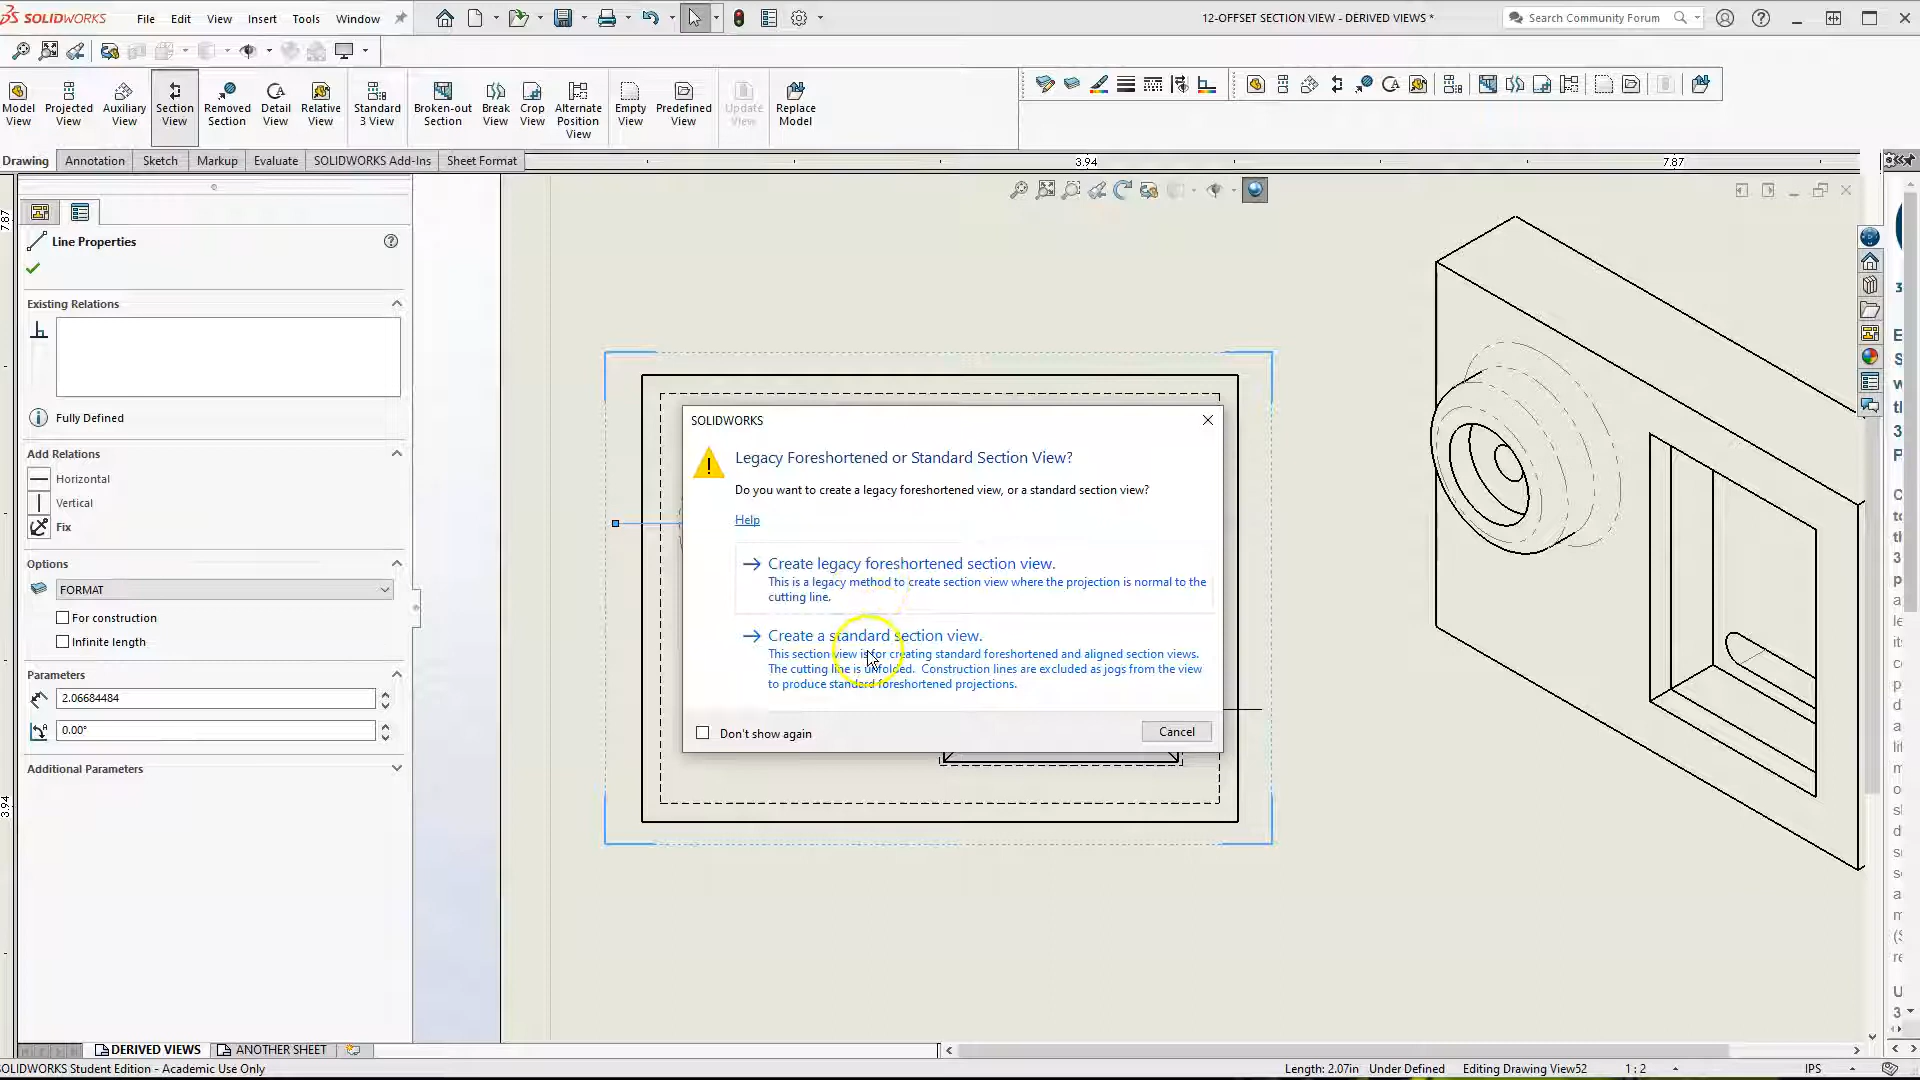 SOLIDWORKS File Edit View Insert Tools Window
12-OFFSET SECTION VIEW - DERIVED VIEWS *
Search Community Forum
Model View
Projected View
Auxiliary View
Section View
Removed Section
Detail View
Relative View
Standard 3 View
Broken-out Section
Break View
Crop View
Alternate Position View
Empty View
Predefined View
Update View
Replace Model
Drawing Annotation Sketch Markup Evaluate SOLIDWORKS Add-Ins Sheet Format
3.94 7.87
7.87
3.94
Line Properties
Existing Relations
Fully Defined
Add Relations
Horizontal
Vertical
Fix
Options
FORMAT
For construction
Infinite length
Parameters
2.06684484
0.00°
Additional Parameters
SOLIDWORKS
Legacy Foreshortened or Standard Section View?
Do you want to create a legacy foreshortened view, or a standard section view?
Help
Create legacy foreshortened section view.
This is a legacy method to create section view where the projection is normal to the
cutting line.
Create a standard section view.
This section view is for creating standard foreshortened and aligned section views.
The cutting line is unfolded. Construction lines are excluded as jogs from the view
to produce standard foreshortened projections.
Don't show again
Cancel
DERIVED VIEWS ANOTHER SHEET
SOLIDWORKS Student Edition - Academic Use Only
Length: 2.07in Under Defined Editing Drawing View52 1 : 2 IPS